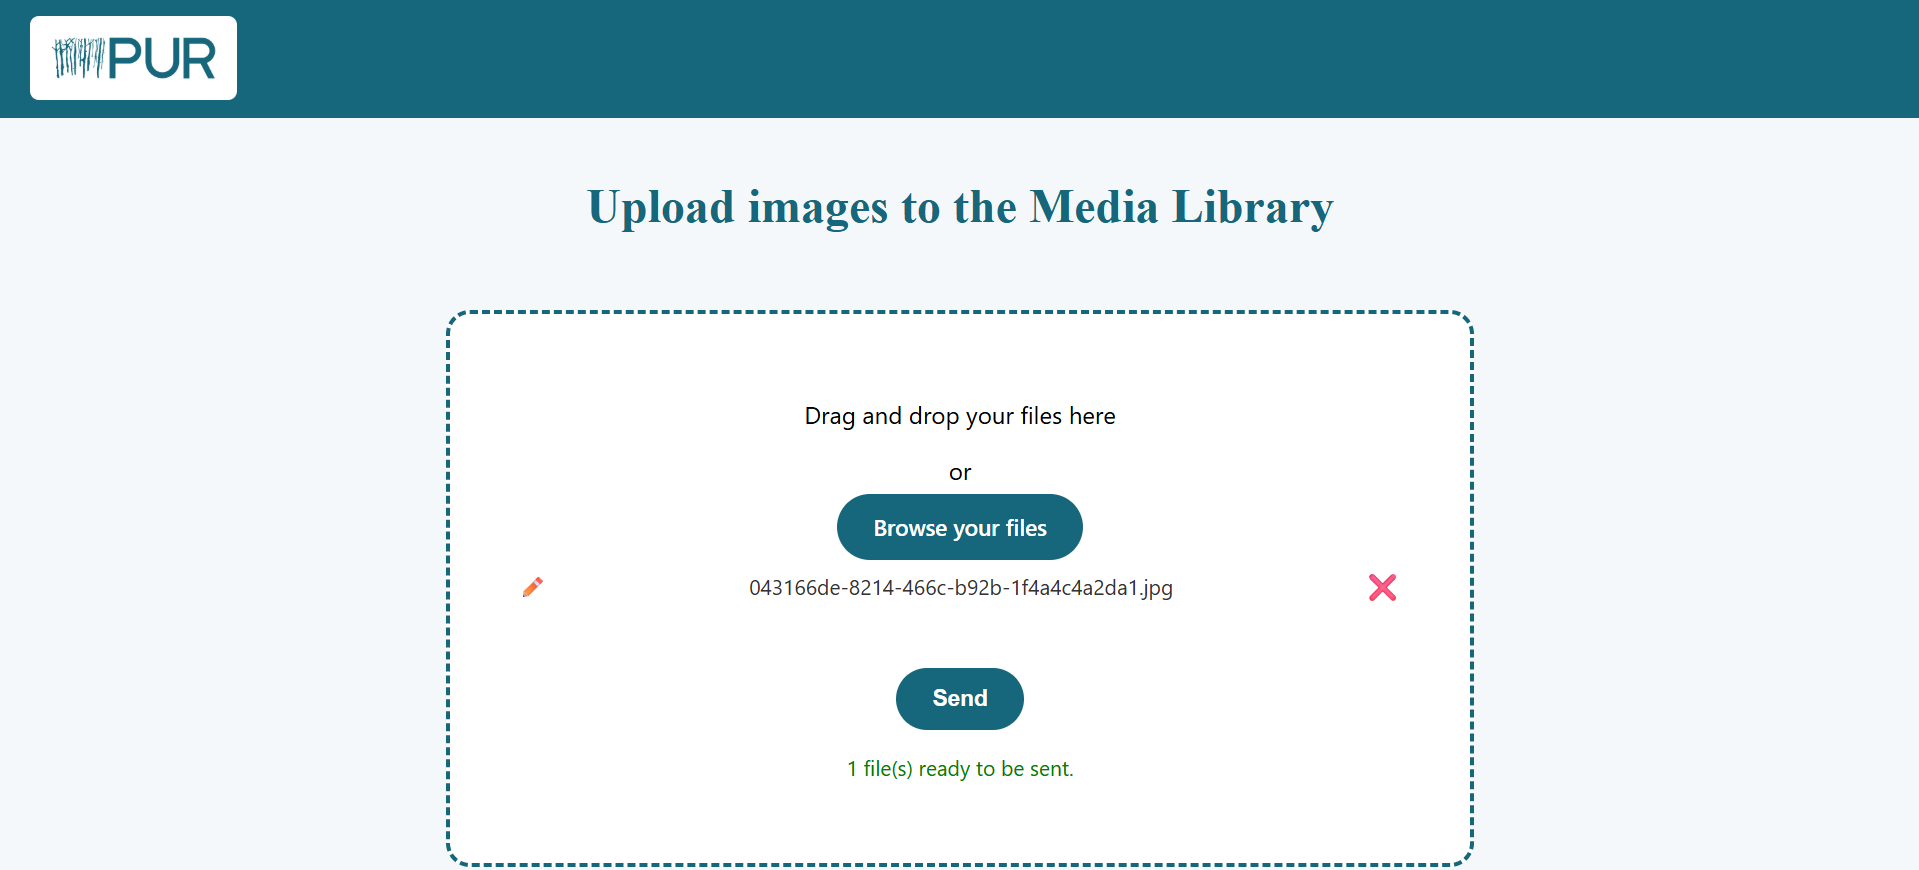 PUR
Upload images to the Media Library
Drag and drop your files here
or
Browse your files
043166de-8214-466c-b92b-1f4a4c4a2da1.jpg
Send
1 file(s) ready to be sent.